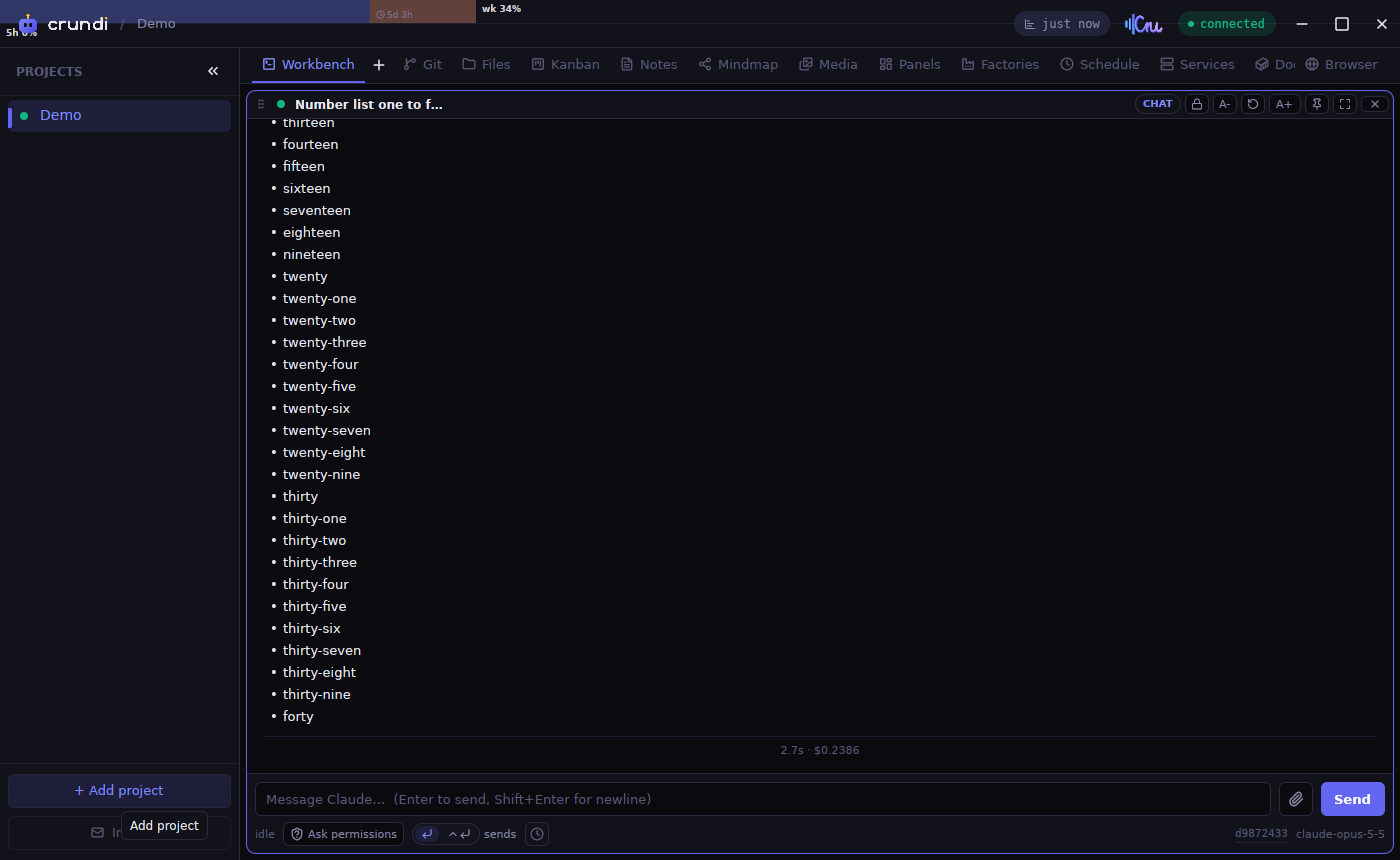 5d 3h
wk 34%
crundi / Demo
just now
Cru
connected
PROJECTS
Workbench
Git
Files
Kanban
Notes
Mindmap
Media
Panels
Factories
Schedule
Services
Browser
Demo
Number list one to f...
CHAT
A-
A+
thirteen
• fourteen
• fifteen
• sixteen
• seventeen
• eighteen
• nineteen
• twenty
• twenty-one
• twenty-two
• twenty-three
• twenty-four
• twenty-five
• twenty-six
• twenty-seven
• twenty-eight
• twenty-nine
• thirty
• thirty-one
• thirty-two
• thirty-three
• thirty-four
• thirty-five
• thirty-six
• thirty-seven
• thirty-eight
• thirty-nine
• forty
2.7s · $0.2386
+ Add project
Add project
Message Claude... (Enter to send, Shift+Enter for newline)
Send
idle
Ask permissions
sends
d9872433
claude-opus-5-5